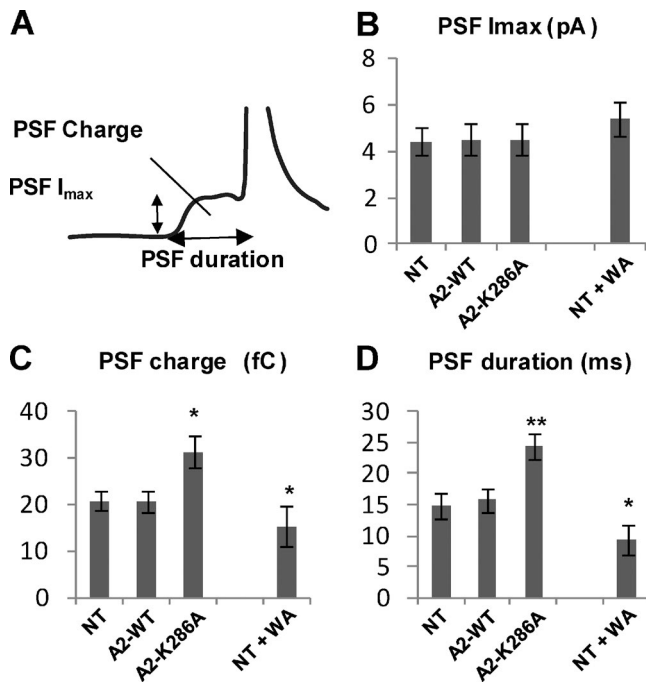 A
PSF Charge
PSF Imax
PSF duration
B
PSF Imax (pA)
8
6
4
2
0
NT
A2-WT
A2-K286A
NT + WA
C
PSF charge (fC)
40
30
20
10
0
*
*
NT
A2-WT
A2-K286A
NT + WA
D
PSF duration (ms)
30
25
20
15
10
5
0
**
*
NT
A2-WT
A2-K286A
NT + WA